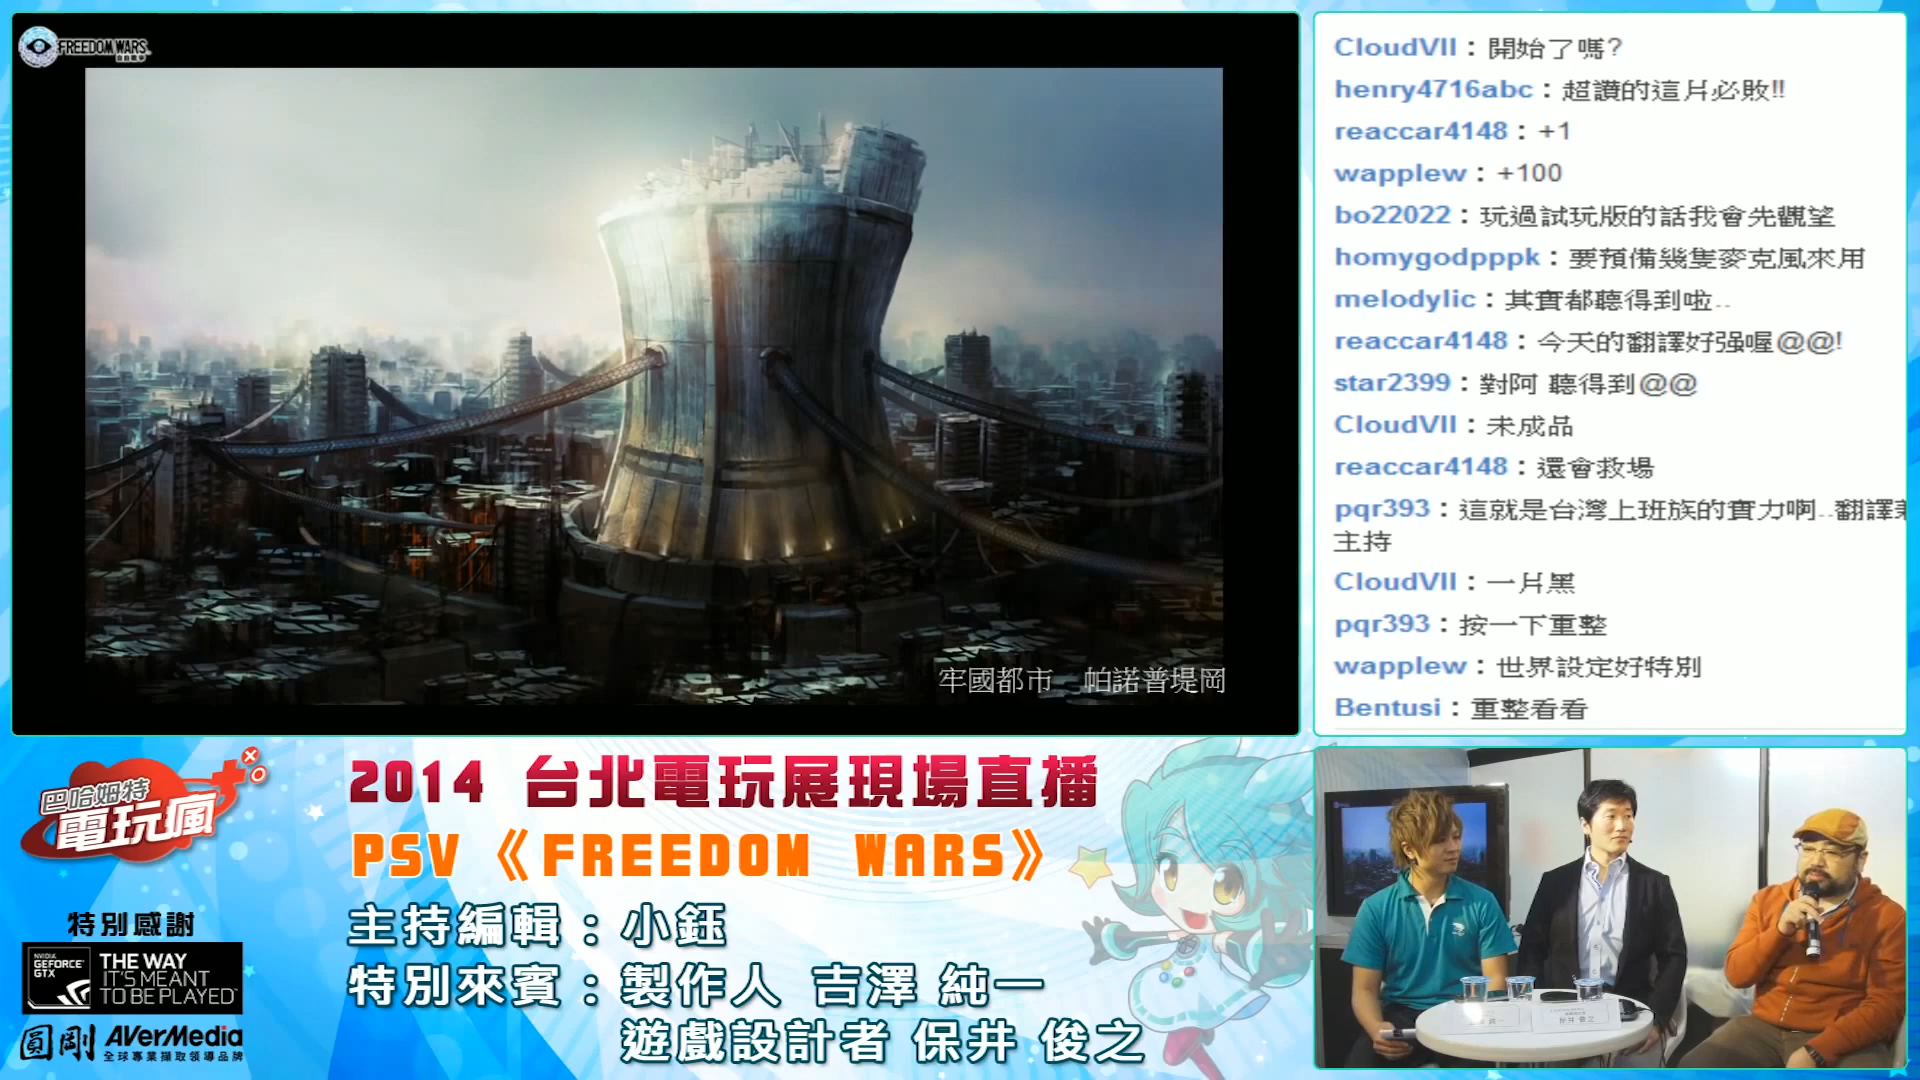 FREEDOM WARS
牢國都市　帕諾普堤岡
CloudVII：開始了嗎?
henry4716abc：超讚的這片必敗!!
reaccar4148：+1
wapplew：+100
bo22022：玩過試玩版的話我會先觀望
homygodpppk：要預備幾隻麥克風來用
melodylic：其實都聽得到啦..
reaccar4148：今天的翻譯好强喔@@!
star2399：對阿 聽得到@@
CloudVII：未成品
reaccar4148：還會救場
pqr393：這就是台灣上班族的實力啊..翻譯兼
主持
CloudVII：一片黑
pqr393：按一下重整
wapplew：世界設定好特別
Bentusi：重整看看
巴哈姆特
電玩瘋
2014 台北電玩展現場直播
PSV《FREEDOM WARS》
主持編輯：小鈺
特別來賓：製作人 吉澤 純一
遊戲設計者 保井 俊之
特別感謝
NVIDIA
GEFORCE
GTX
THE WAY
IT'S MEANT
TO BE PLAYED
圓剛 AVerMedia
全球專業擷取領導品牌
保井 俊之